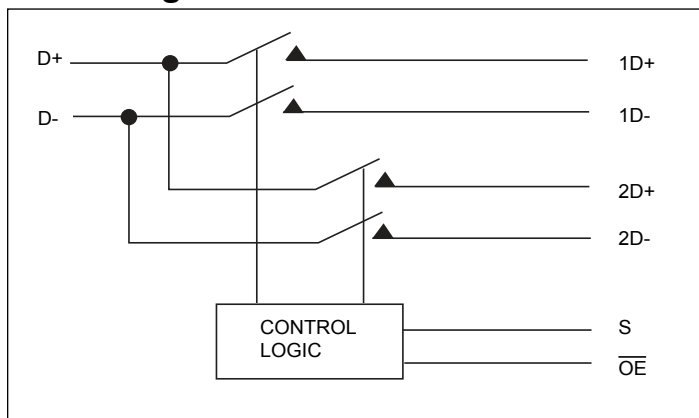 D+
1D+
D-
1D-
2D+
2D-
CONTROL
LOGIC
S
OE